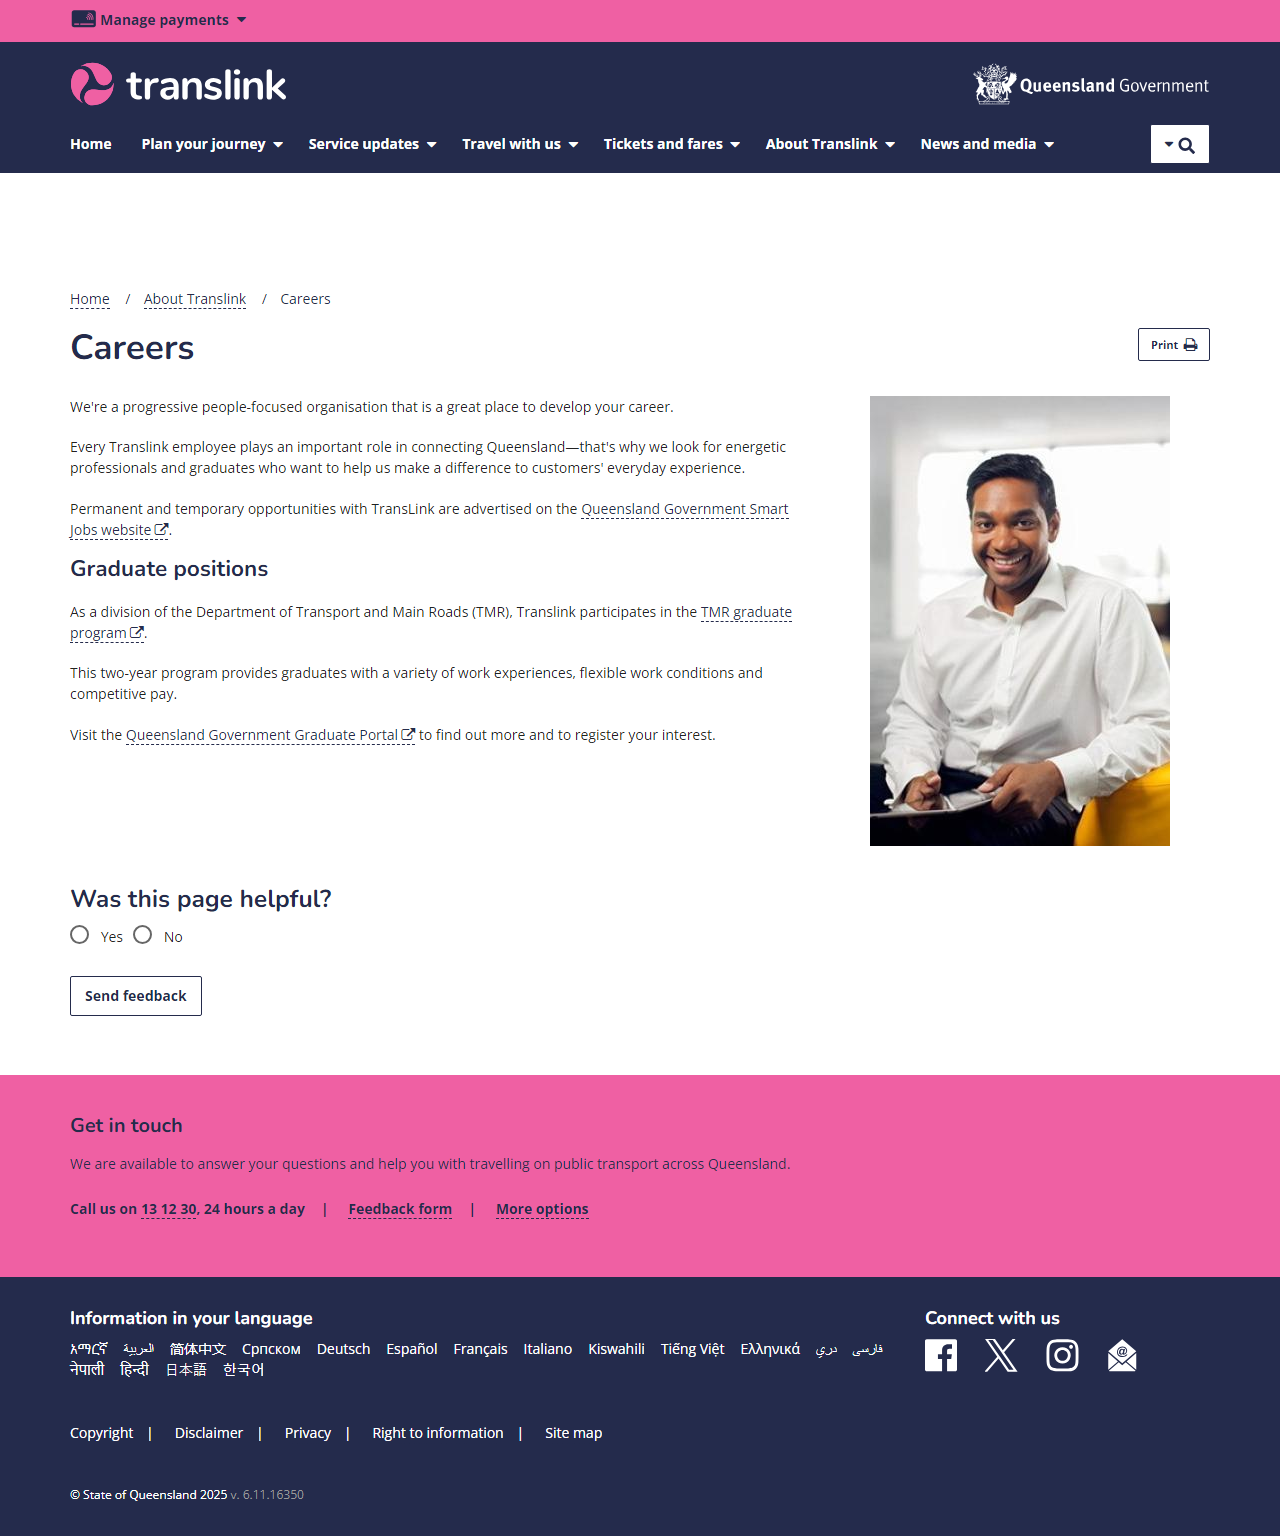 Manage payments
translink
Queensland Government
Home Plan your journey Service updates Travel with us Tickets and fares About Translink News and media
Home / About Translink / Careers
Careers
Print
We're a progressive people-focused organisation that is a great place to develop your career.
Every Translink employee plays an important role in connecting Queensland—that's why we look for energetic
professionals and graduates who want to help us make a difference to customers' everyday experience.
Permanent and temporary opportunities with TransLink are advertised on the Queensland Government Smart
Jobs website.
Graduate positions
As a division of the Department of Transport and Main Roads (TMR), Translink participates in the TMR graduate
program.
This two-year program provides graduates with a variety of work experiences, flexible work conditions and
competitive pay.
Visit the Queensland Government Graduate Portal to find out more and to register your interest.
Was this page helpful?
Yes No
Send feedback
Get in touch
We are available to answer your questions and help you with travelling on public transport across Queensland.
Call us on 13 12 30, 24 hours a day | Feedback form | More options
Information in your language
አማርኛ العربية 简体中文 Српском Deutsch Español Français Italiano Kiswahili Tiếng Việt Ελληνικά دري فارسی
नेपाली हिन्दी 日本語 한국어
Connect with us
Copyright | Disclaimer | Privacy | Right to information | Site map
© State of Queensland 2025 v. 6.11.16350